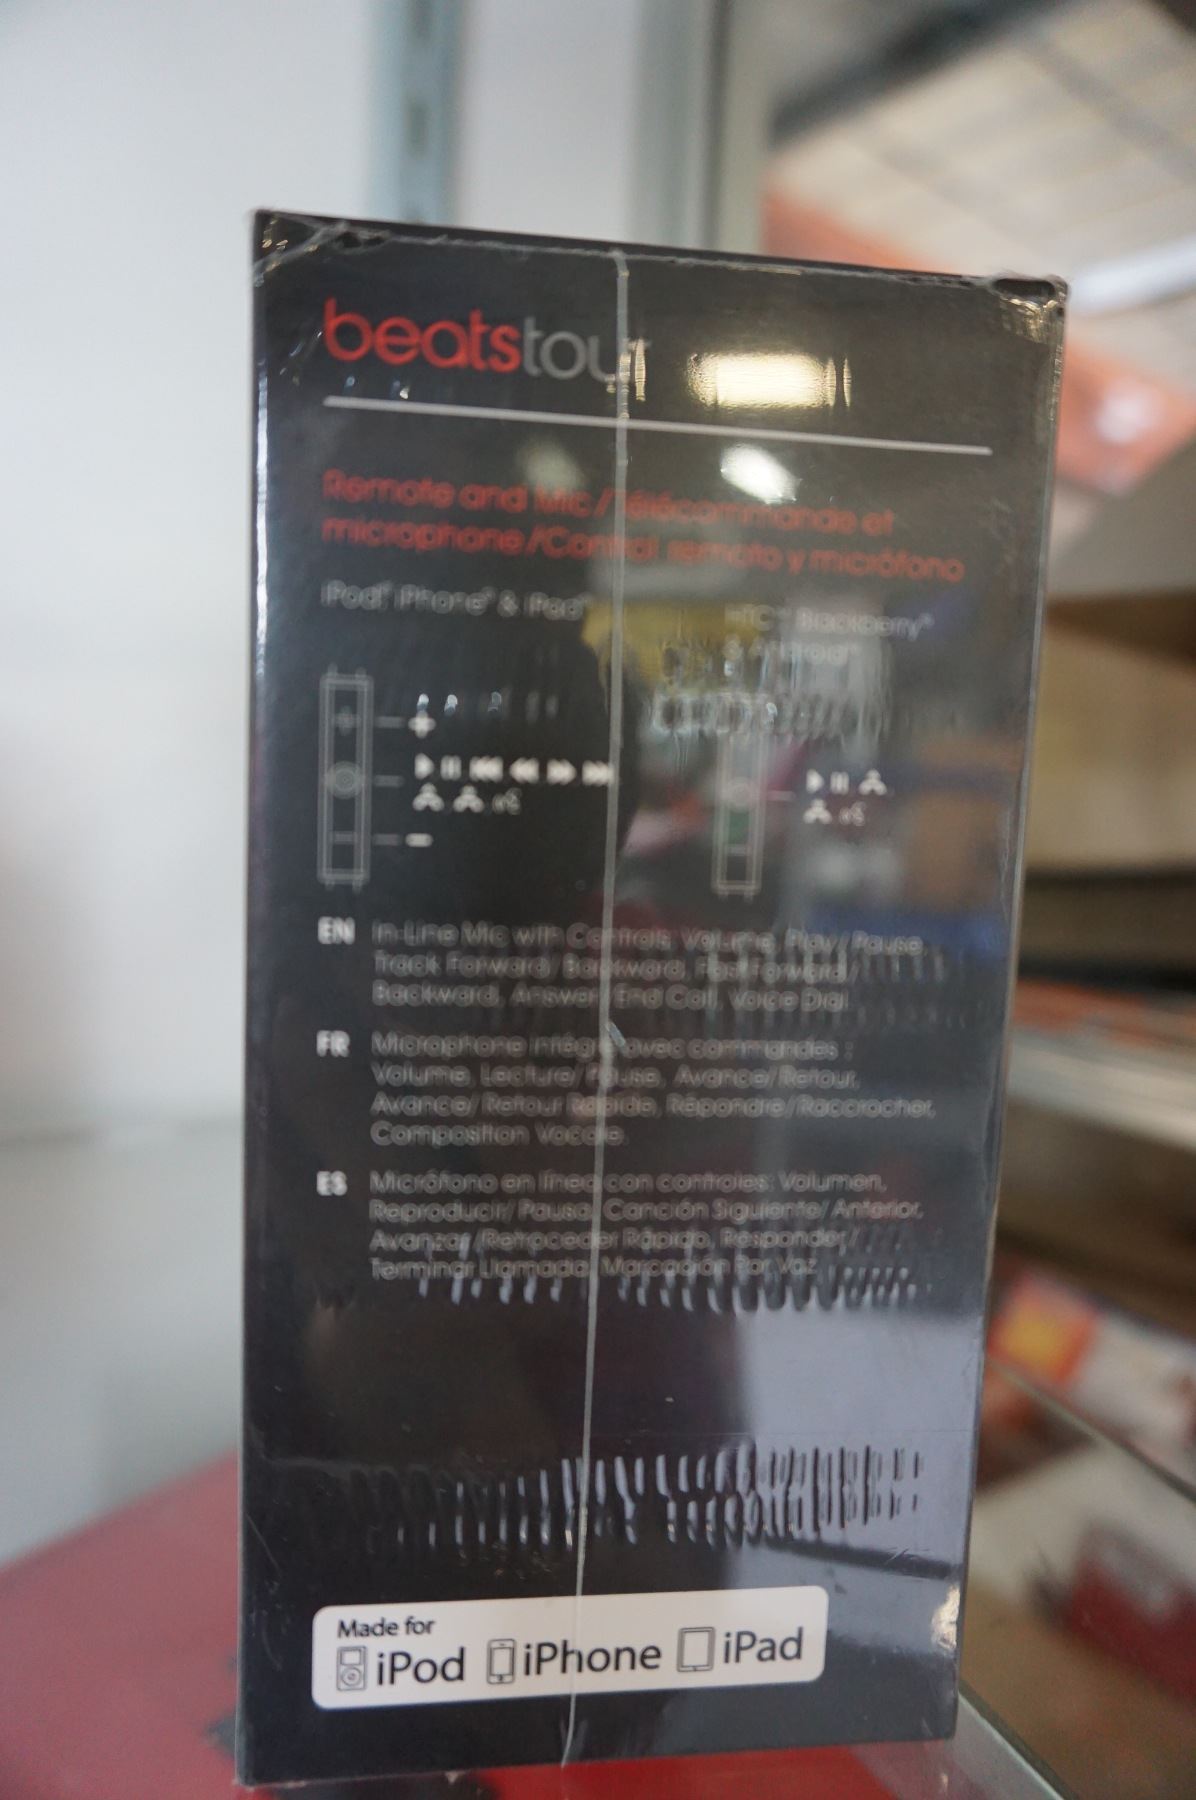 beatstour
Remote and Mic / Télécommande et
microphone / Control remoto y micrófono
iPod, iPhone & iPad
HTC™ Blackberry™
& Android™
+
EN In-Line Mic with Controls: Volume, Play / Pause
Track Forward / Backward, Fast Forward /
Backward, Answer / End Call, Voice Dial.
FR Microphone intégré avec commandes :
Volume, Lecture / Pause, Avance / Retour,
Avance / Retour Rapide, Répondre / Raccrocher,
Composition Vocale.
ES Micrófono en línea con controles: Volumen,
Reproducir / Pausa, Canción Siguiente / Anterior,
Avanzar / Retroceder Rápido, Responder /
Terminar Llamada, Marcación Por Voz
Made for
iPod iPhone iPad